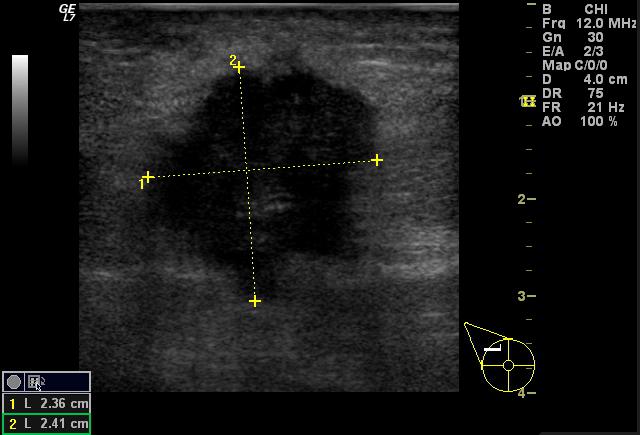 GE
L7
B CHI
Frq 12.0 MHz
Gn 30
E/A 2/3
Map C/0/0
D 4.0 cm
DR 75
FR 21 Hz
AO 100 %
2
1
2
3
4
1 L 2.36 cm
2 L 2.41 cm